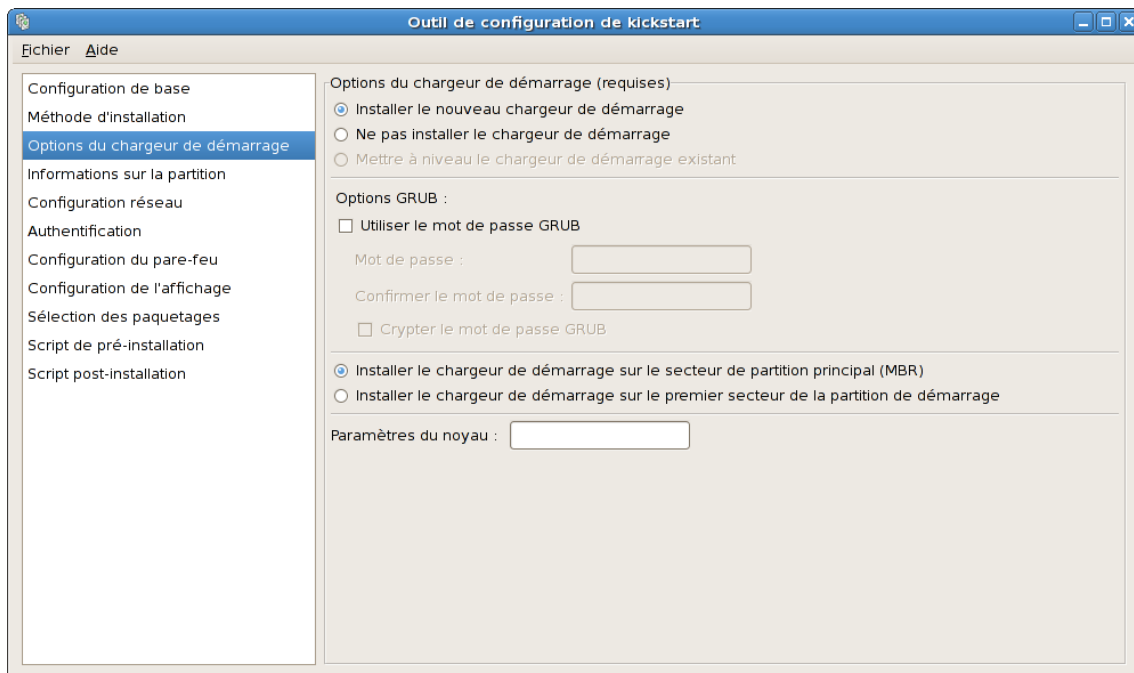 Outil de configuration de kickstart
Fichier Aide
Configuration de base
Méthode d'installation
Options du chargeur de démarrage
Informations sur la partition
Configuration réseau
Authentification
Configuration du pare-feu
Configuration de l'affichage
Sélection des paquetages
Script de pré-installation
Script post-installation
Options du chargeur de démarrage (requises)
Installer le nouveau chargeur de démarrage
Ne pas installer le chargeur de démarrage
Mettre à niveau le chargeur de démarrage existant
Options GRUB :
Utiliser le mot de passe GRUB
Mot de passe :
Confirmer le mot de passe :
Crypter le mot de passe GRUB
Installer le chargeur de démarrage sur le secteur de partition principal (MBR)
Installer le chargeur de démarrage sur le premier secteur de la partition de démarrage
Paramètres du noyau :